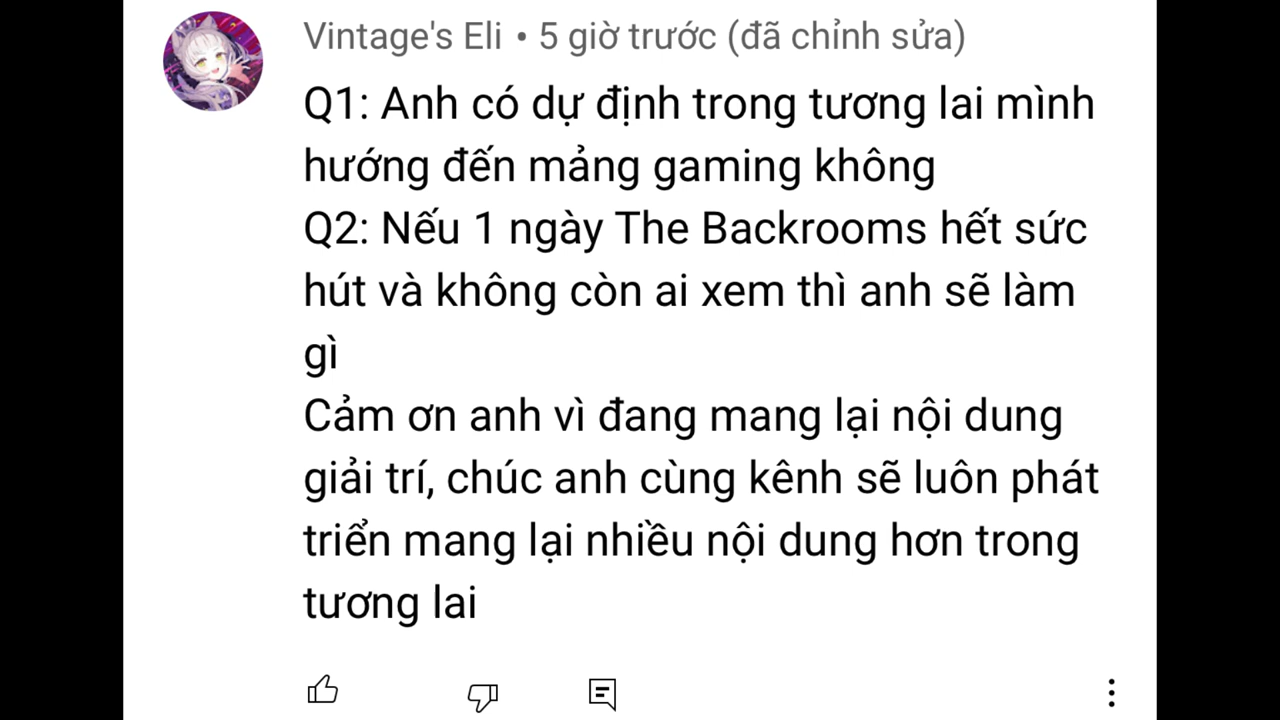 Vintage's Eli • 5 giờ trước (đã chỉnh sửa)
Q1: Anh có dự định trong tương lai mình
hướng đến mảng gaming không
Q2: Nếu 1 ngày The Backrooms hết sức
hút và không còn ai xem thì anh sẽ làm
gì
Cảm ơn anh vì đang mang lại nội dung
giải trí, chúc anh cùng kênh sẽ luôn phát
triển mang lại nhiều nội dung hơn trong
tương lai